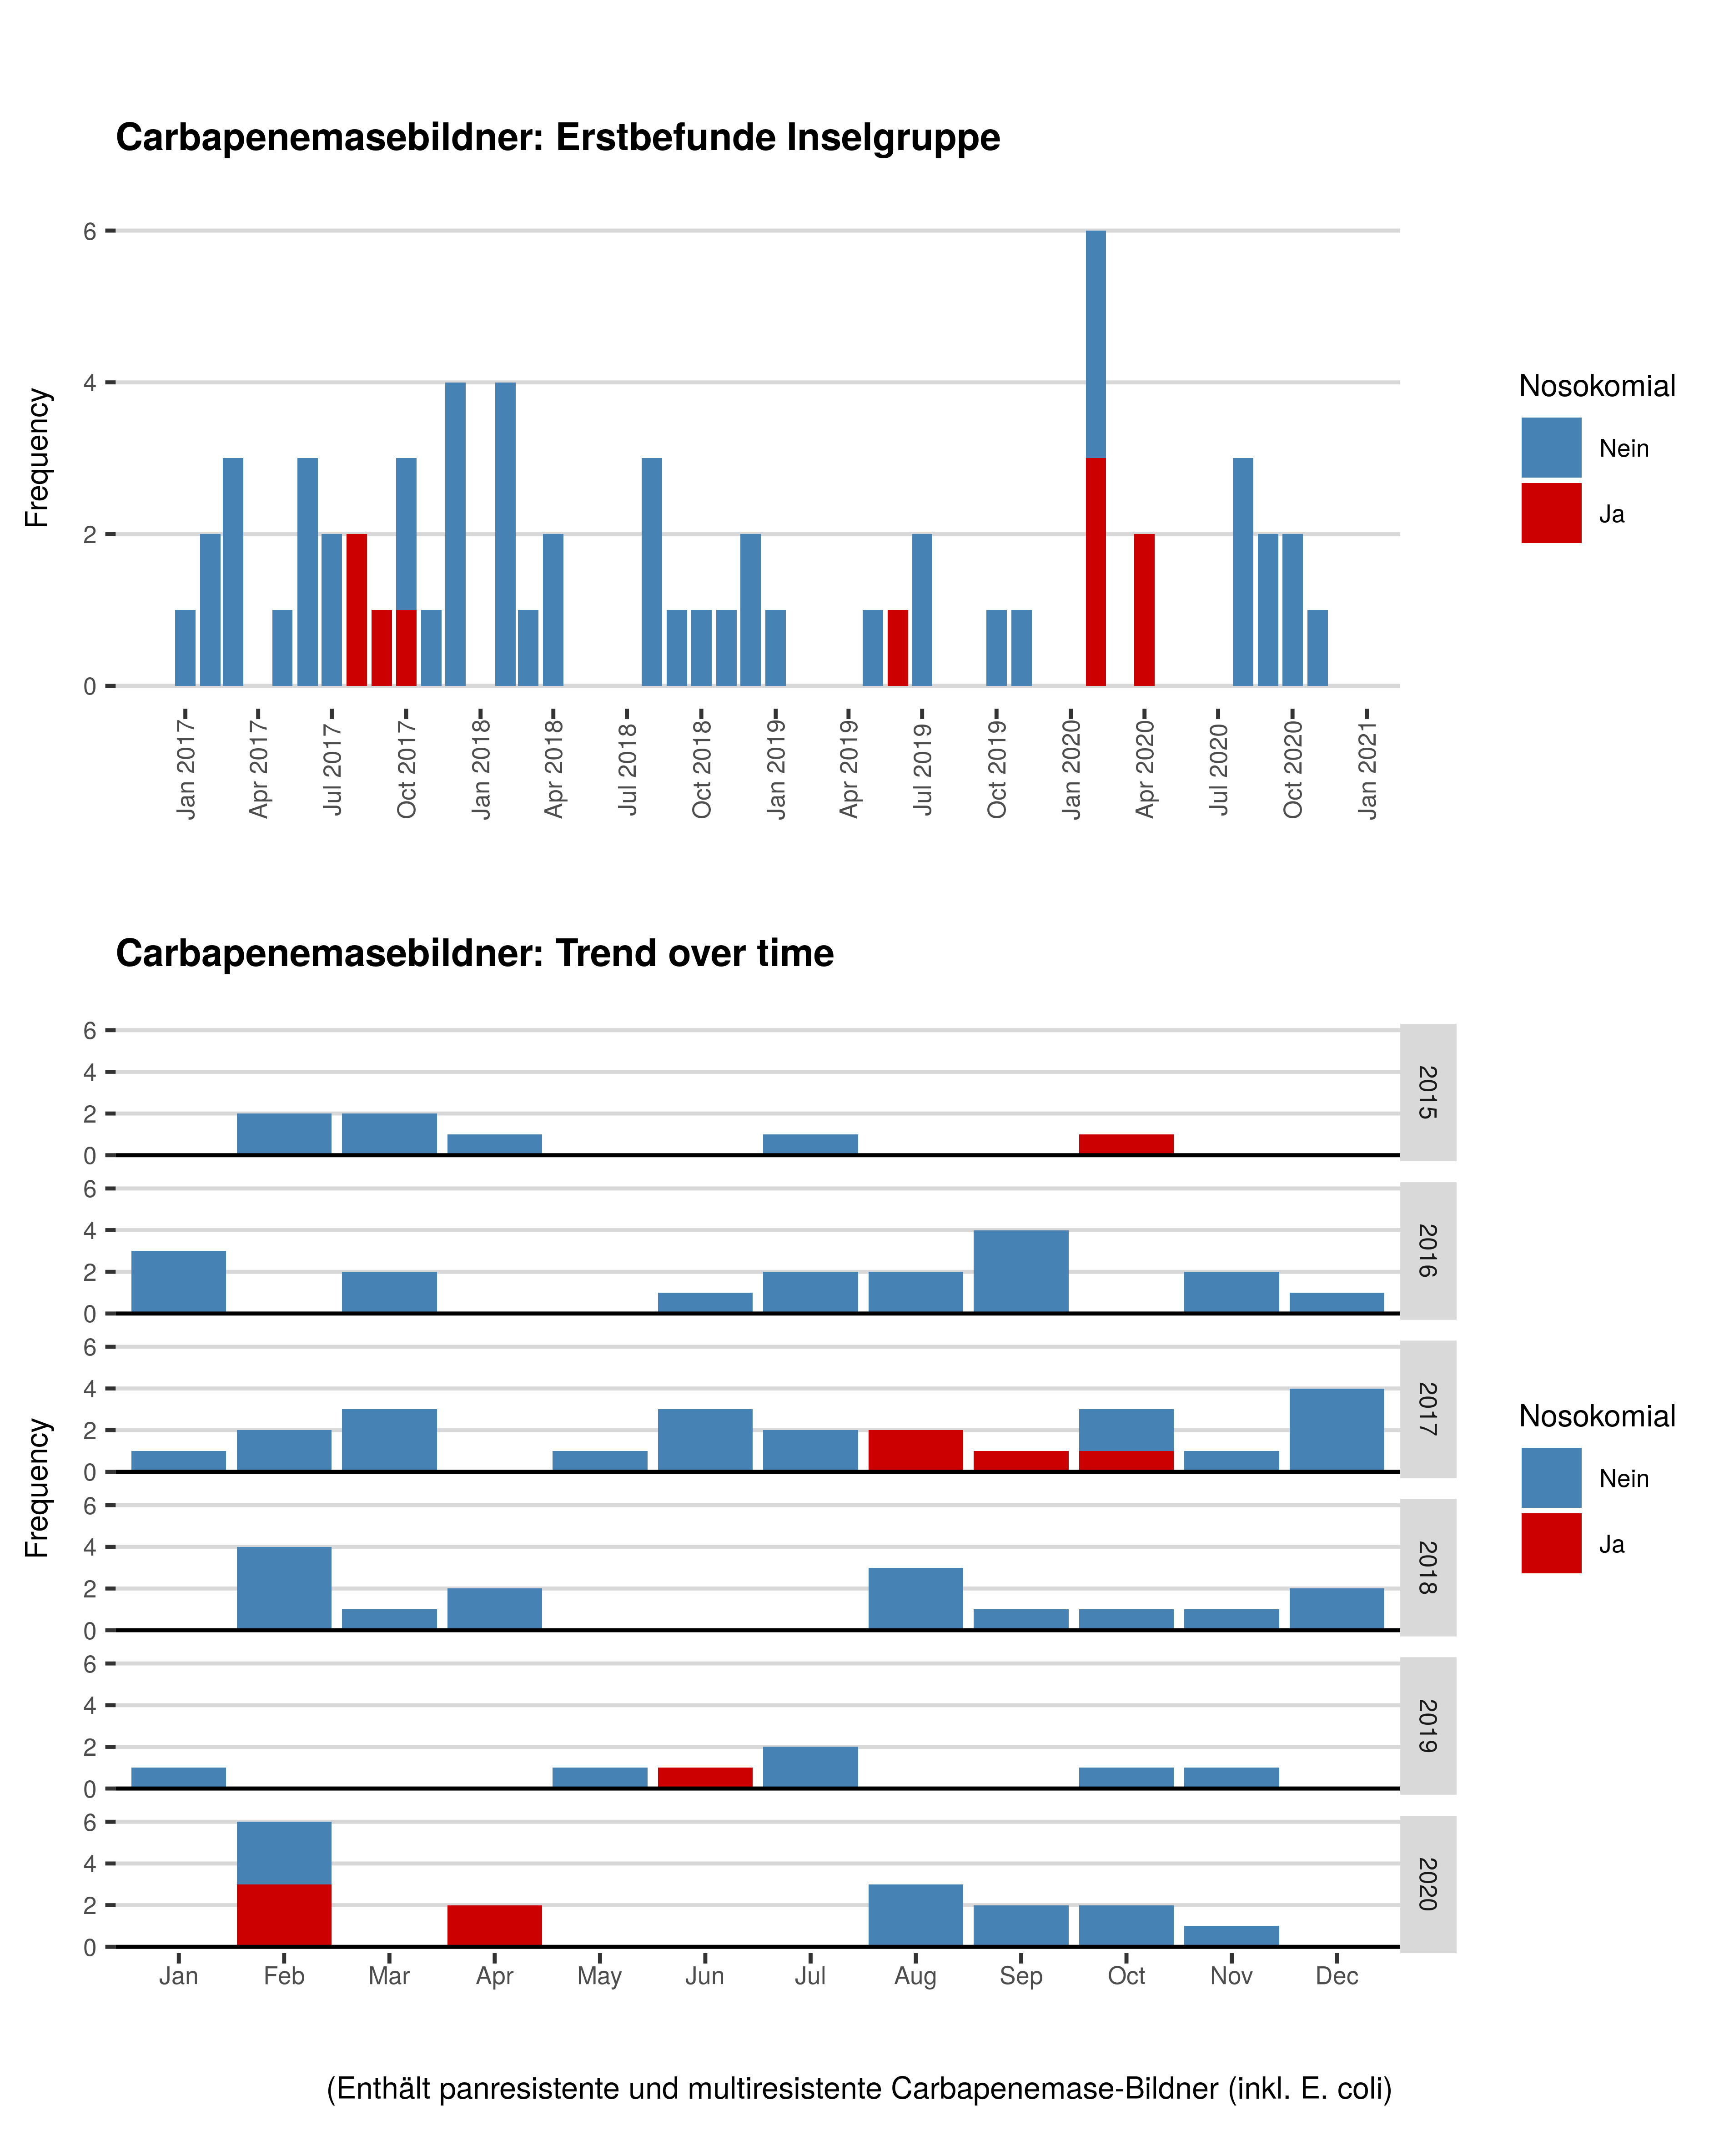 Carbapenemasebildner: Erstbefunde Inselgruppe
Frequency
6
4
2
0
Jan 2017
Apr 2017
Jul 2017
Oct 2017
Jan 2018
Apr 2018
Jul 2018
Oct 2018
Jan 2019
Apr 2019
Jul 2019
Oct 2019
Jan 2020
Apr 2020
Jul 2020
Oct 2020
Jan 2021
Nosokomial
Nein
Ja
Carbapenemasebildner: Trend over time
Frequency
6
4
2
0
2015
6
4
2
0
2016
6
4
2
0
2017
6
4
2
0
2018
6
4
2
0
2019
6
4
2
0
2020
Jan Feb Mar Apr May Jun Jul Aug Sep Oct Nov Dec
Nosokomial
Nein
Ja
(Enthält panresistente und multiresistente Carbapenemase-Bildner (inkl. E. coli)